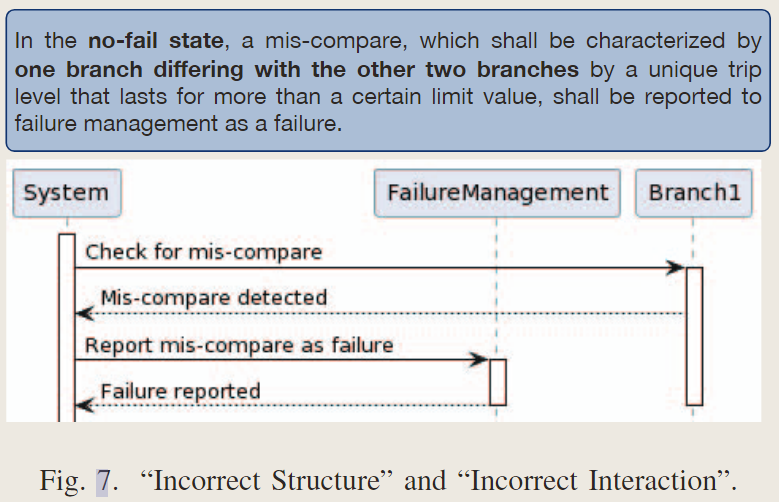 In the no-fail state, a mis-compare, which shall be characterized by
one branch differing with the other two branches by a unique trip
level that lasts for more than a certain limit value, shall be reported to
failure management as a failure.
System
FailureManagement
Branch1
Check for mis-compare
Mis-compare detected
Report mis-compare as failure
Failure reported
Fig. 7. “Incorrect Structure” and “Incorrect Interaction”.